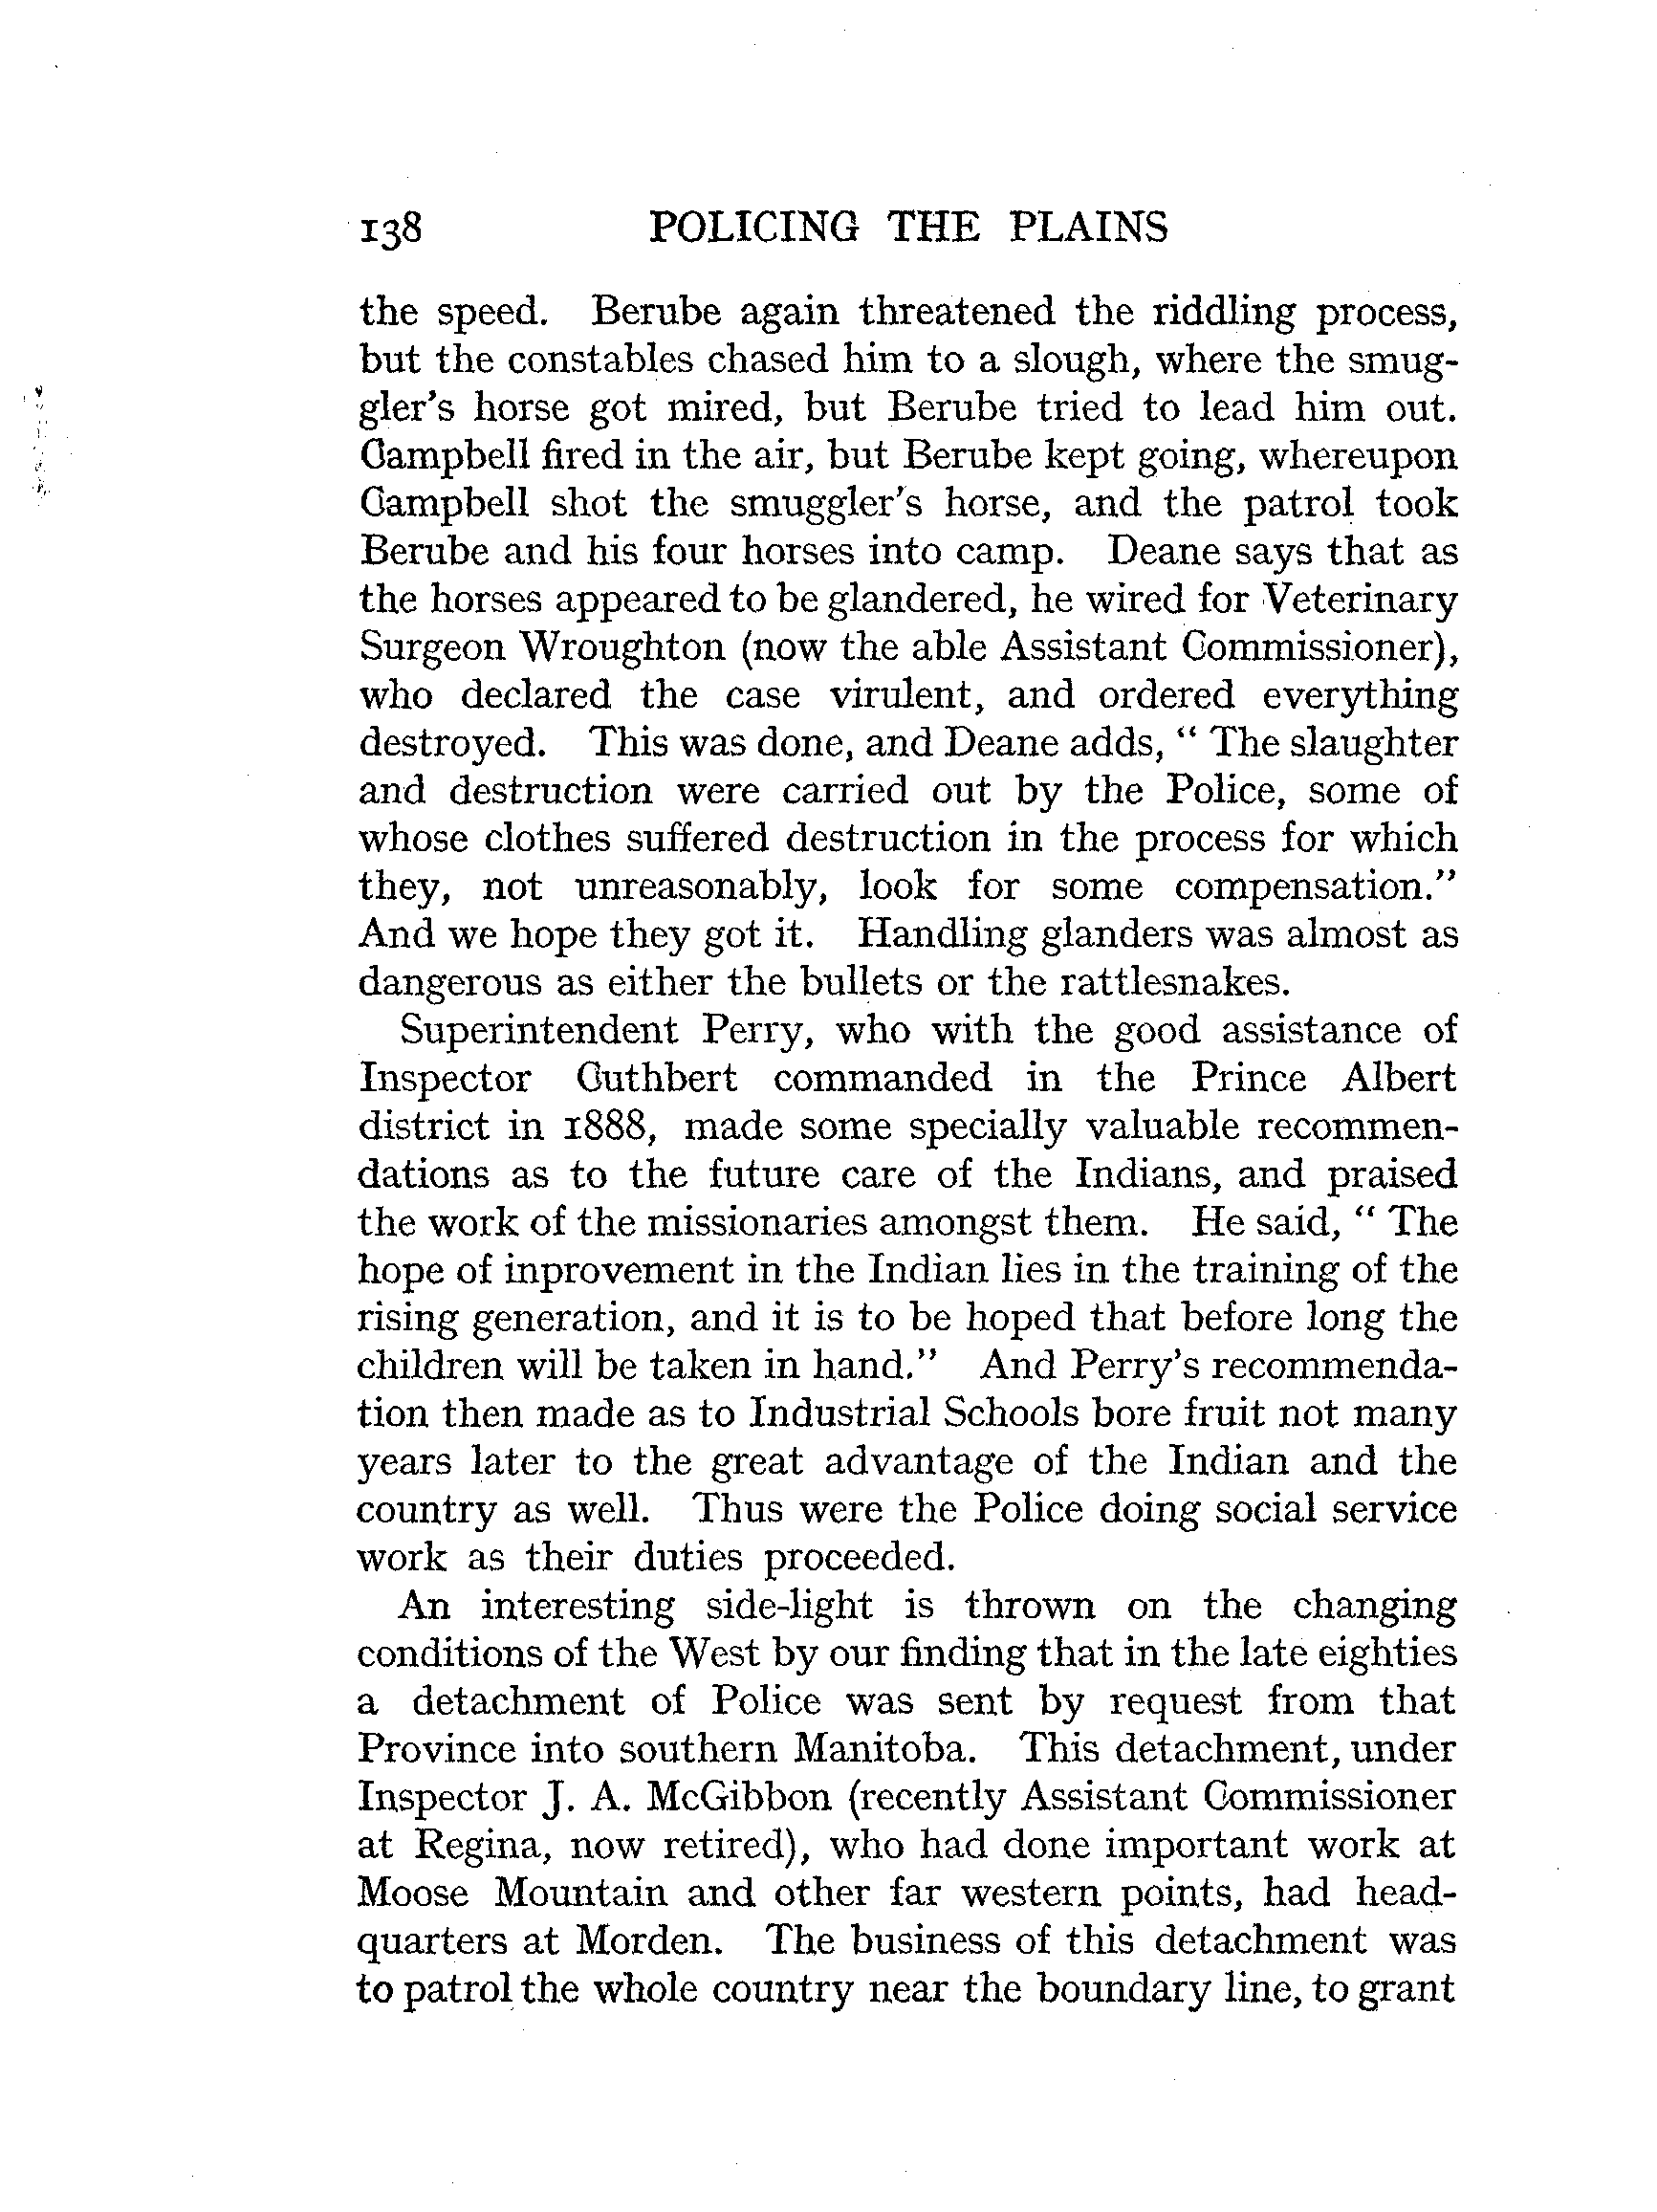 138 POLICING THE PLAINS
the speed. Berube again threatened the riddling process,
but the constables chased him to a slough, where the smug-
gler's horse got mired, but Berube tried to lead him out.
Campbell fired in the air, but Berube kept going, whereupon
Campbell shot the smuggler's horse, and the patrol took
Berube and his four horses into camp. Deane says that as
the horses appeared to be glandered, he wired for Veterinary
Surgeon Wroughton (now the able Assistant Commissioner),
who declared the case virulent, and ordered everything
destroyed. This was done, and Deane adds, " The slaughter
and destruction were carried out by the Police, some of
whose clothes suffered destruction in the process for which
they, not unreasonably, look for some compensation."
And we hope they got it. Handling glanders was almost as
dangerous as either the bullets or the rattlesnakes.
Superintendent Perry, who with the good assistance of
Inspector Cuthbert commanded in the Prince Albert
district in 1888, made some specially valuable recommen-
dations as to the future care of the Indians, and praised
the work of the missionaries amongst them. He said, " The
hope of inprovement in the Indian lies in the training of the
rising generation, and it is to be hoped that before long the
children will be taken in hand." And Perry's recommenda-
tion then made as to Industrial Schools bore fruit not many
years later to the great advantage of the Indian and the
country as well. Thus were the Police doing social service
work as their duties proceeded.
An interesting side-light is thrown on the changing
conditions of the West by our finding that in the late eighties
a detachment of Police was sent by request from that
Province into southern Manitoba. This detachment, under
Inspector J. A. McGibbon (recently Assistant Commissioner
at Regina, now retired), who had done important work at
Moose Mountain and other far western points, had head-
quarters at Morden. The business of this detachment was
to patrol the whole country near the boundary line, to grant